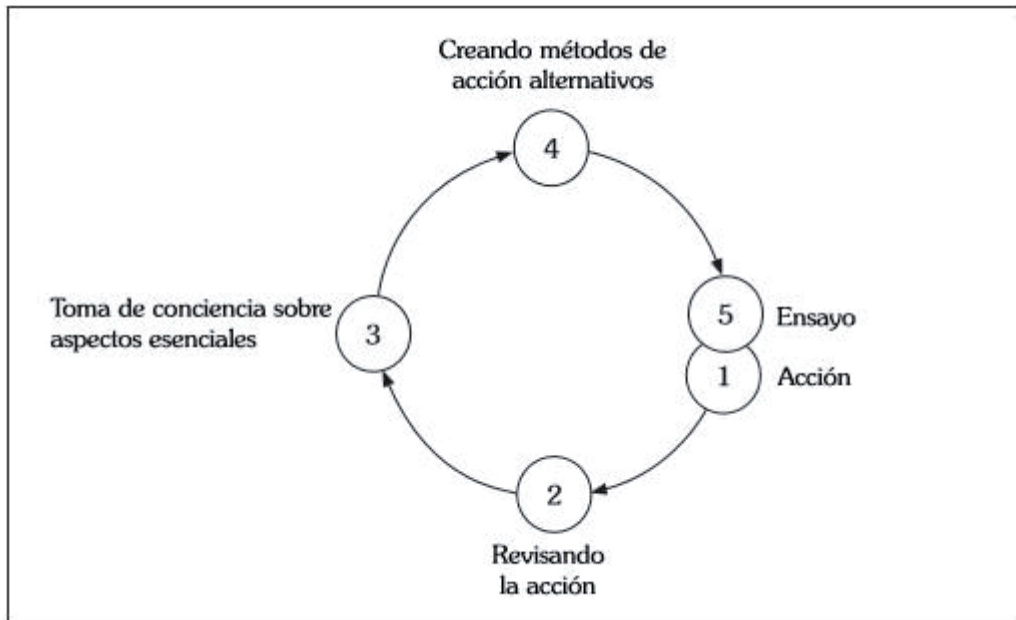 Creando métodos de
acción alternativos
4
Toma de conciencia sobre
aspectos esenciales
3
5
Ensayo
1
Acción
2
Revisando
la acción